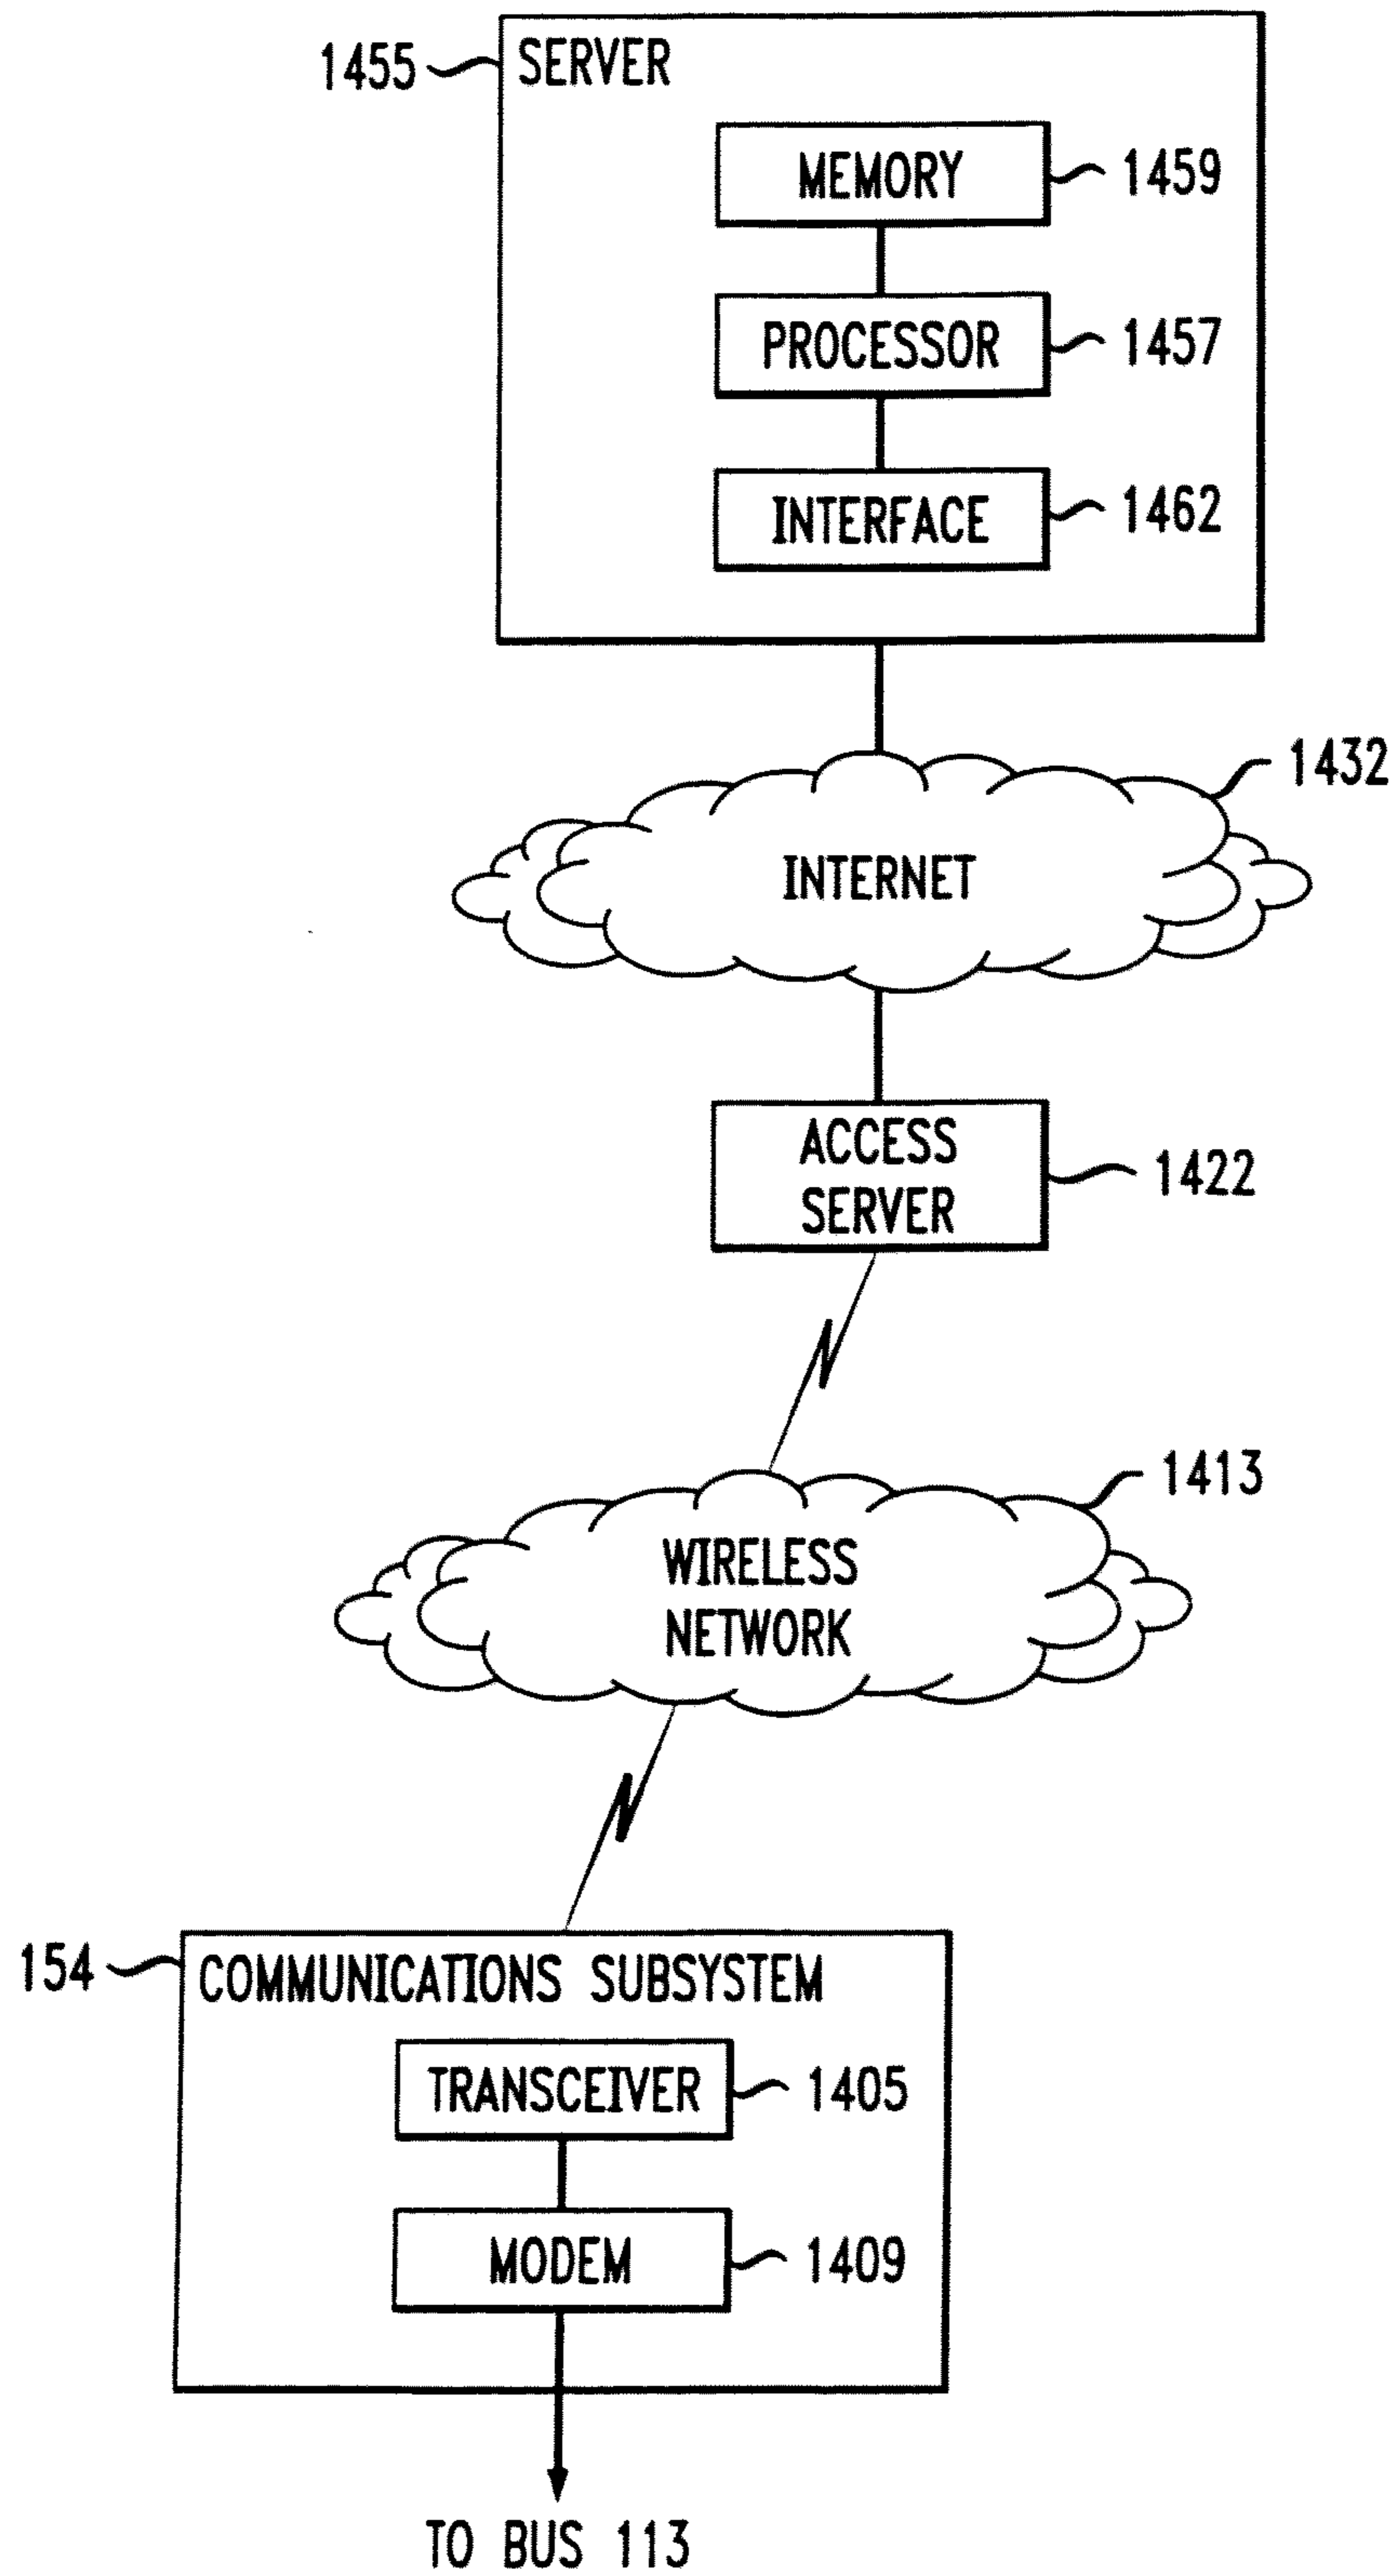 1455
SERVER
MEMORY
1459
PROCESSOR
1457
INTERFACE
1462
1432
INTERNET
ACCESS
SERVER
1422
1413
WIRELESS
NETWORK
154
COMMUNICATIONS SUBSYSTEM
TRANSCEIVER
1405
MODEM
1409
TO BUS 113